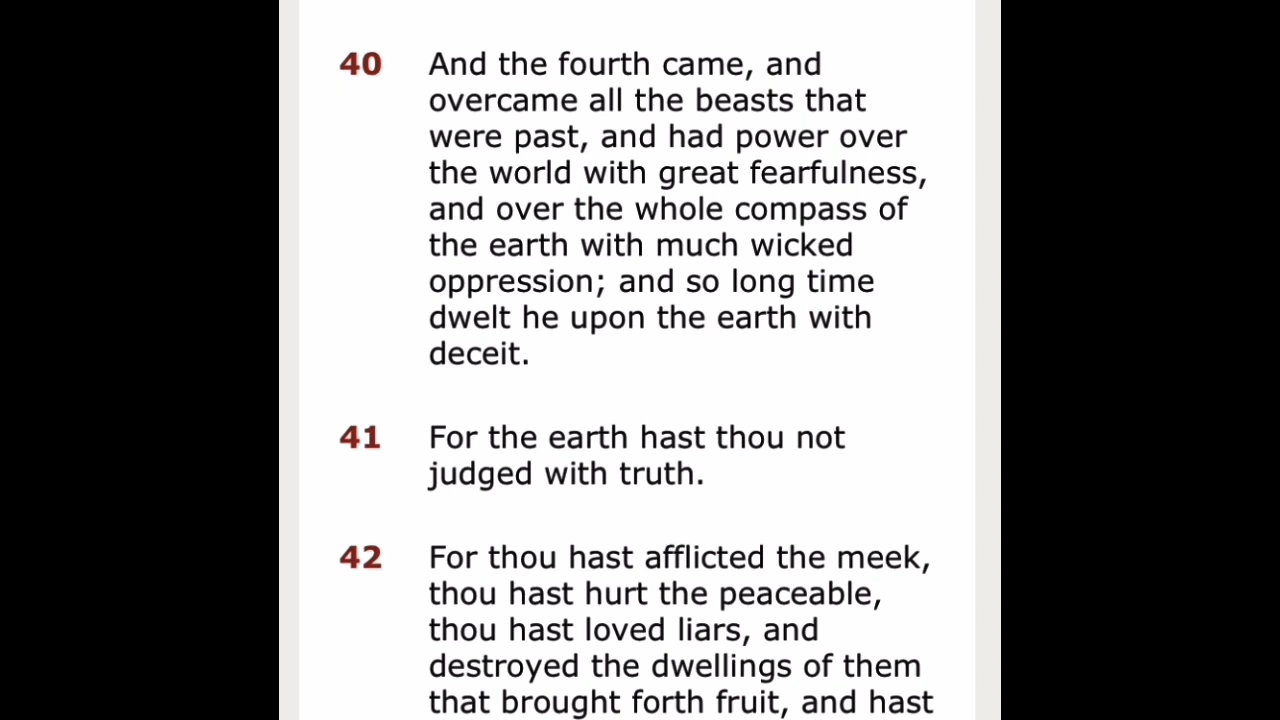 40 And the fourth came, and
overcame all the beasts that
were past, and had power over
the world with great fearfulness,
and over the whole compass of
the earth with much wicked
oppression; and so long time
dwelt he upon the earth with
deceit.
41 For the earth hast thou not
judged with truth.
42 For thou hast afflicted the meek,
thou hast hurt the peaceable,
thou hast loved liars, and
destroyed the dwellings of them
that brought forth fruit, and hast